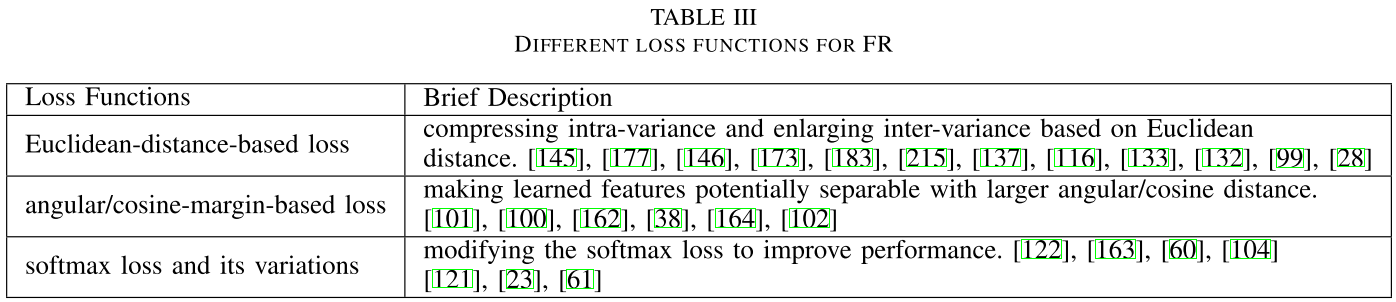 TABLE III
DIFFERENT LOSS FUNCTIONS FOR FR
Loss Functions
Brief Description
Euclidean-distance-based loss
compressing intra-variance and enlarging inter-variance based on Euclidean
distance. [145], [177], [146], [173], [183], [215], [137], [116], [133], [132], [99], [28]
angular/cosine-margin-based loss
making learned features potentially separable with larger angular/cosine distance.
[101], [100], [162], [38], [164], [102]
softmax loss and its variations
modifying the softmax loss to improve performance. [122], [163], [60], [104]
[121], [23], [61]